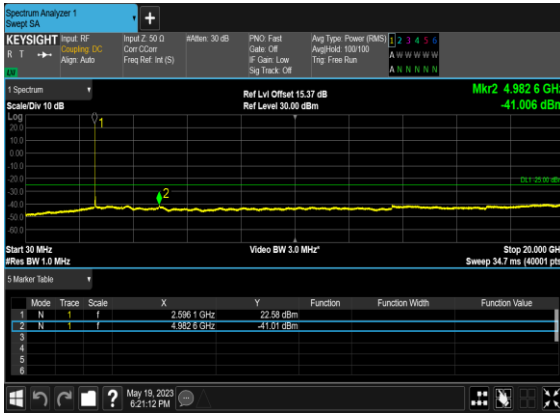 Spectrum Analyzer 1
Swept SA
+
KEYSIGHT Input: RF Input Z: 50 Ω #Atten: 30 dB PNO: Fast Avg Type: Power (RMS) 1 2 3 4 5 6
R T Coupling: DC Corr CCorr Gate: Off Avg|Hold: 100/100 A W W W W W
Align: Auto Freq Ref: Int (S) IF Gain: Low Trig: Free Run
Sig Track: Off A N N N N N
1 Spectrum Ref Lvl Offset 15.37 dB Mkr2 4.982 6 GHz
Scale/Div 10 dB Ref Level 30.00 dBm -41.006 dBm
Log
20.0
10.0
0.00
-10.0
-20.0
-30.0
-40.0
-50.0
-60.0
1
2
DL1 -25.00 dBm
Start 30 MHz Video BW 3.0 MHz* Stop 20.000 GHz
#Res BW 1.0 MHz Sweep 34.7 ms (40001 pts)
5 Marker Table
Mode Trace Scale X Y Function Function Width Function Value
1 N 1 f 2.596 1 GHz 22.58 dBm
2 N 1 f 4.982 6 GHz -41.01 dBm
3
4
5
6
? May 19, 2023
6:21:12 PM